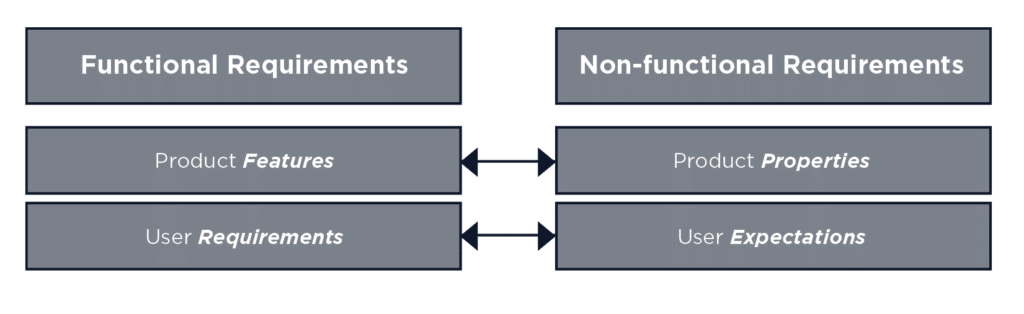 Functional Requirements
Non-functional Requirements
Product Features
Product Properties
User Requirements
User Expectations